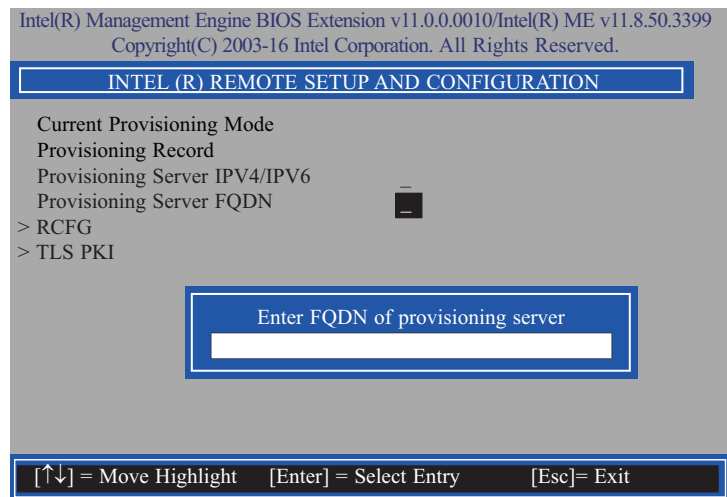 Intel(R) Management Engine BIOS Extension v11.0.0.0010/Intel(R) ME v11.8.50.3399
Copyright(C) 2003-16 Intel Corporation. All Rights Reserved.
INTEL (R) REMOTE SETUP AND CONFIGURATION
Current Provisioning Mode
Provisioning Record
Provisioning Server IPV4/IPV6 _
Provisioning Server FQDN _
> RCFG
> TLS PKI
Enter FQDN of provisioning server
[↑↓] = Move Highlight [Enter] = Select Entry [Esc]= Exit